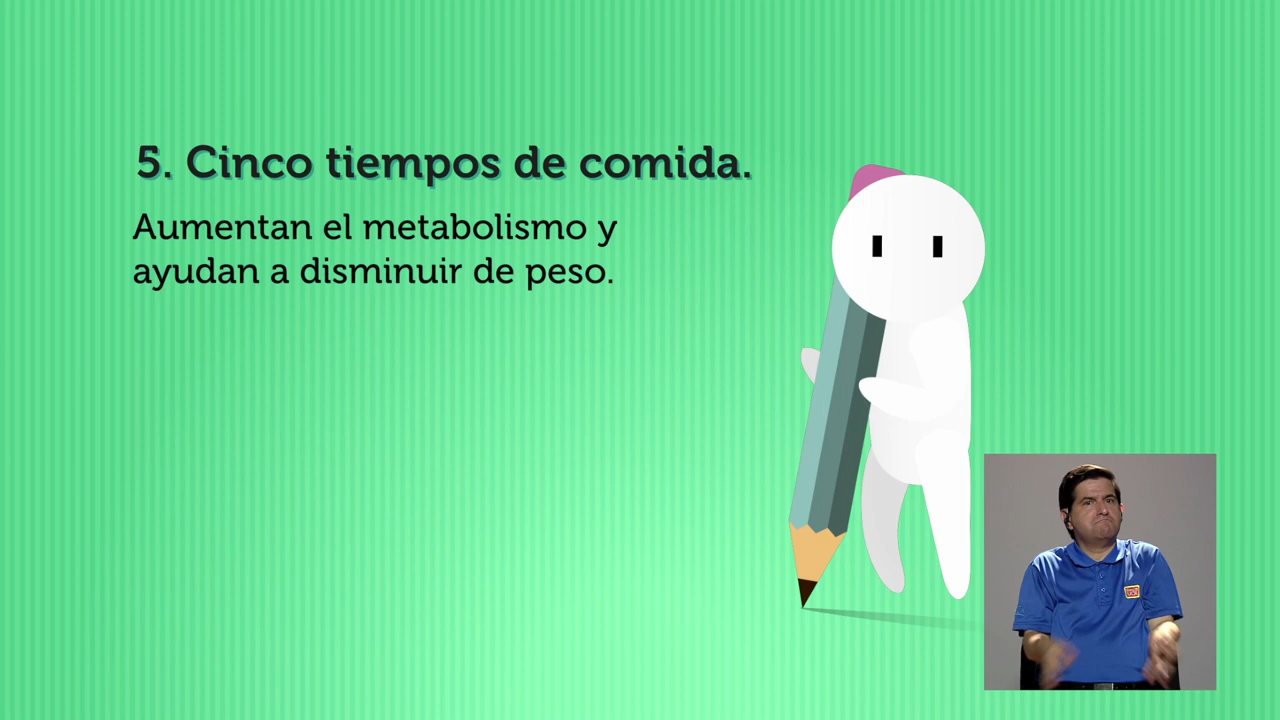 5. Cinco tiempos de comida.
Aumentan el metabolismo y
ayudan a disminuir de peso.